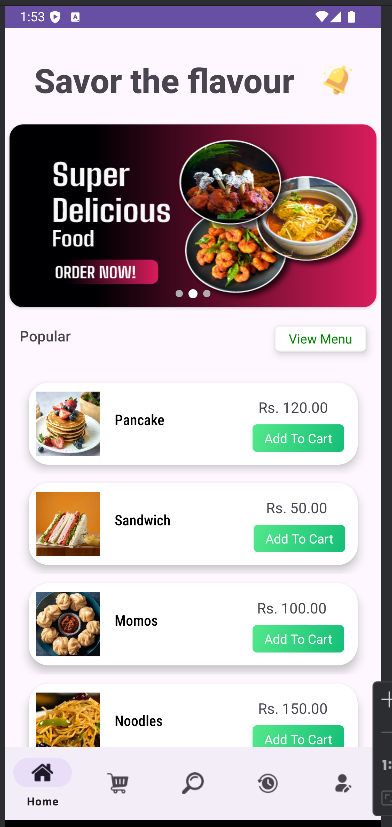 1:53
Savor the flavour
Super
Delicious
Food
ORDER NOW!
Popular
View Menu
Pancake
Rs. 120.00
Add To Cart
Sandwich
Rs. 50.00
Add To Cart
Momos
Rs. 100.00
Add To Cart
Noodles
Rs. 150.00
Add To Cart
Home